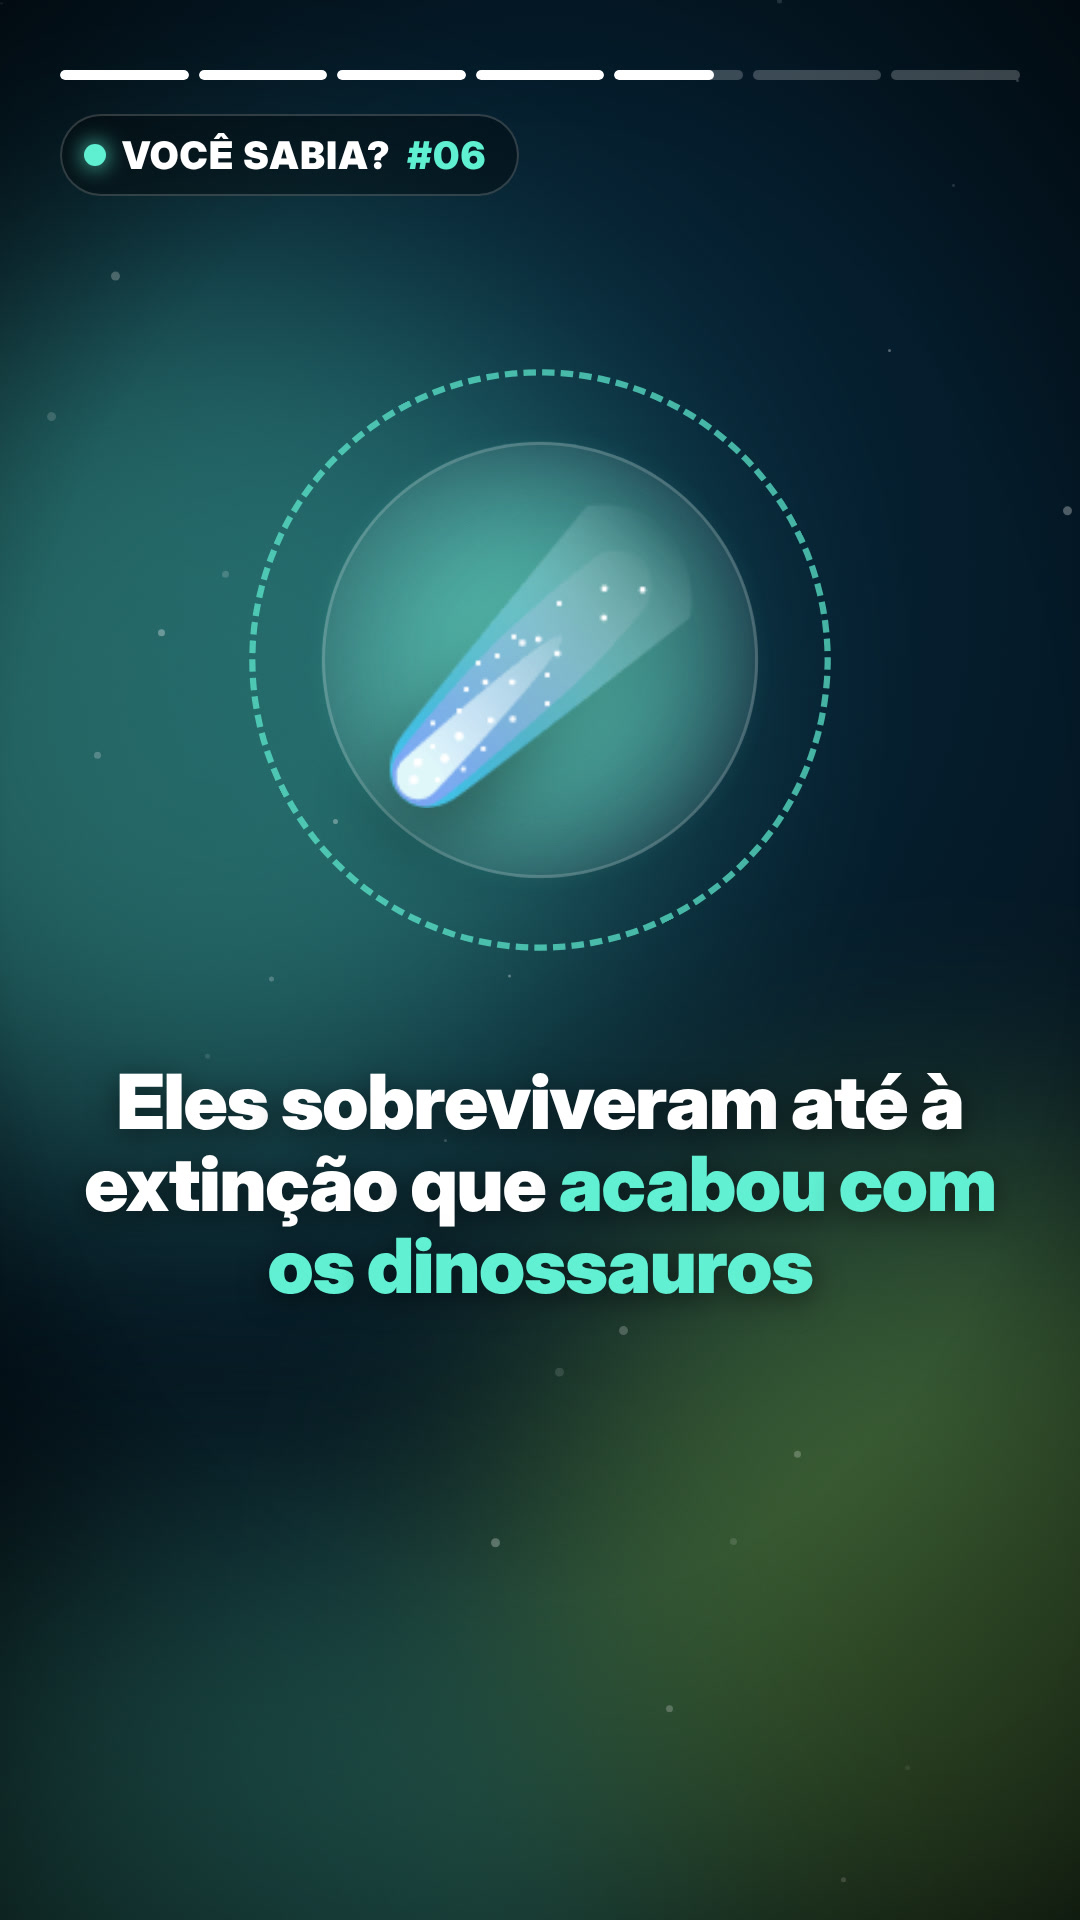 VOCÊ SABIA? #06
Eles sobreviveram até à
extinção que acabou com
os dinossauros